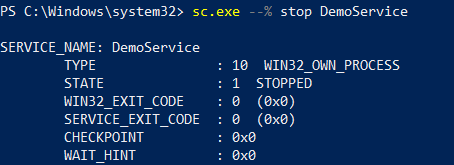 PS C:\Windows\system32> sc.exe --% stop DemoService
SERVICE_NAME: DemoService
TYPE : 10 WIN32_OWN_PROCESS
STATE : 1 STOPPED
WIN32_EXIT_CODE : 0 (0x0)
SERVICE_EXIT_CODE : 0 (0x0)
CHECKPOINT : 0x0
WAIT_HINT : 0x0